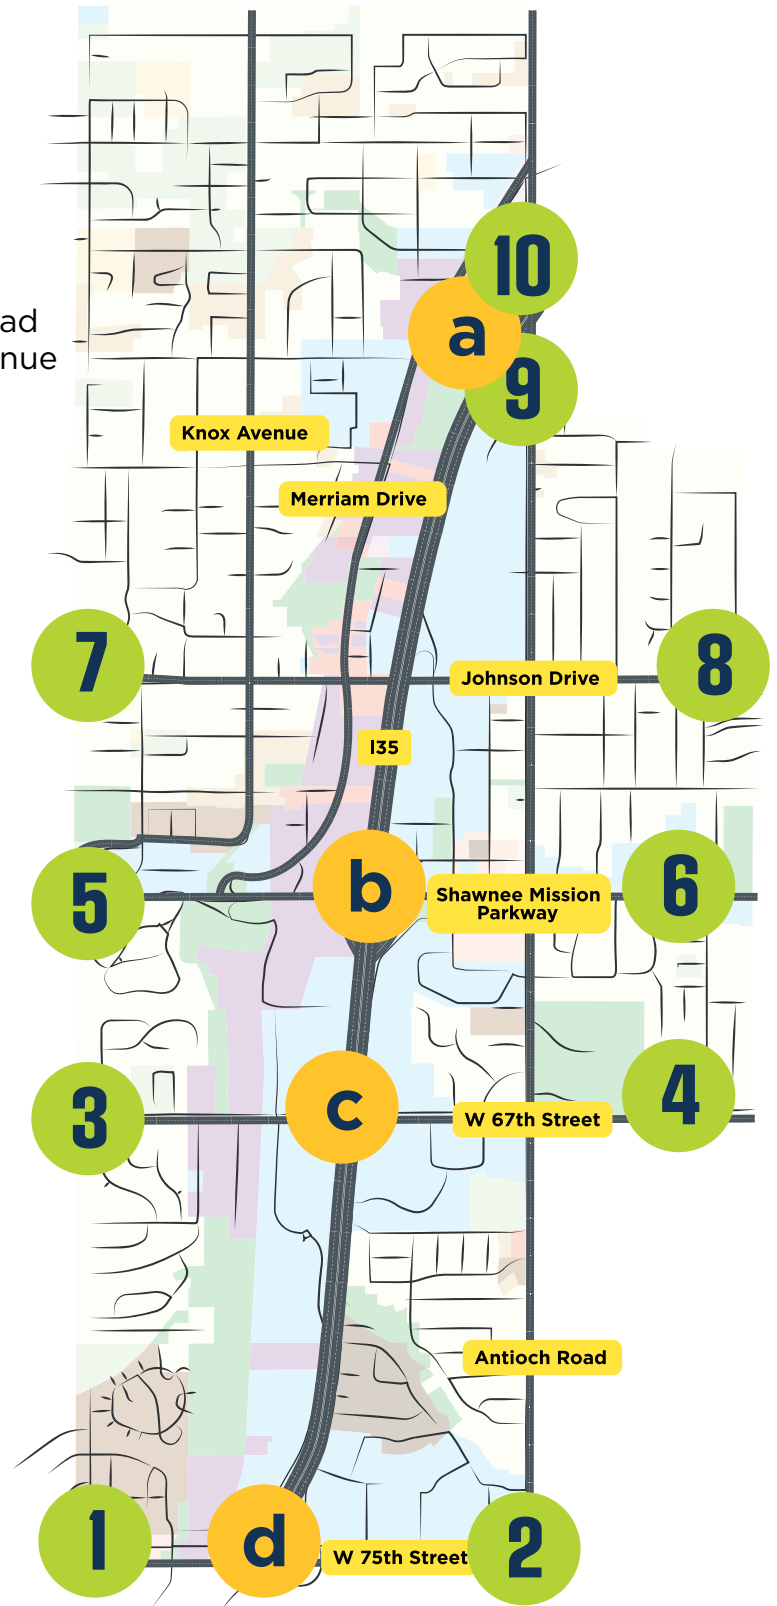 10
a
9
ad
nue
Knox Avenue
Merriam Drive
7
8
Johnson Drive
I35
5
b
6
Shawnee Mission
Parkway
3
c
4
W 67th Street
Antioch Road
1
d
W 75th Street
2